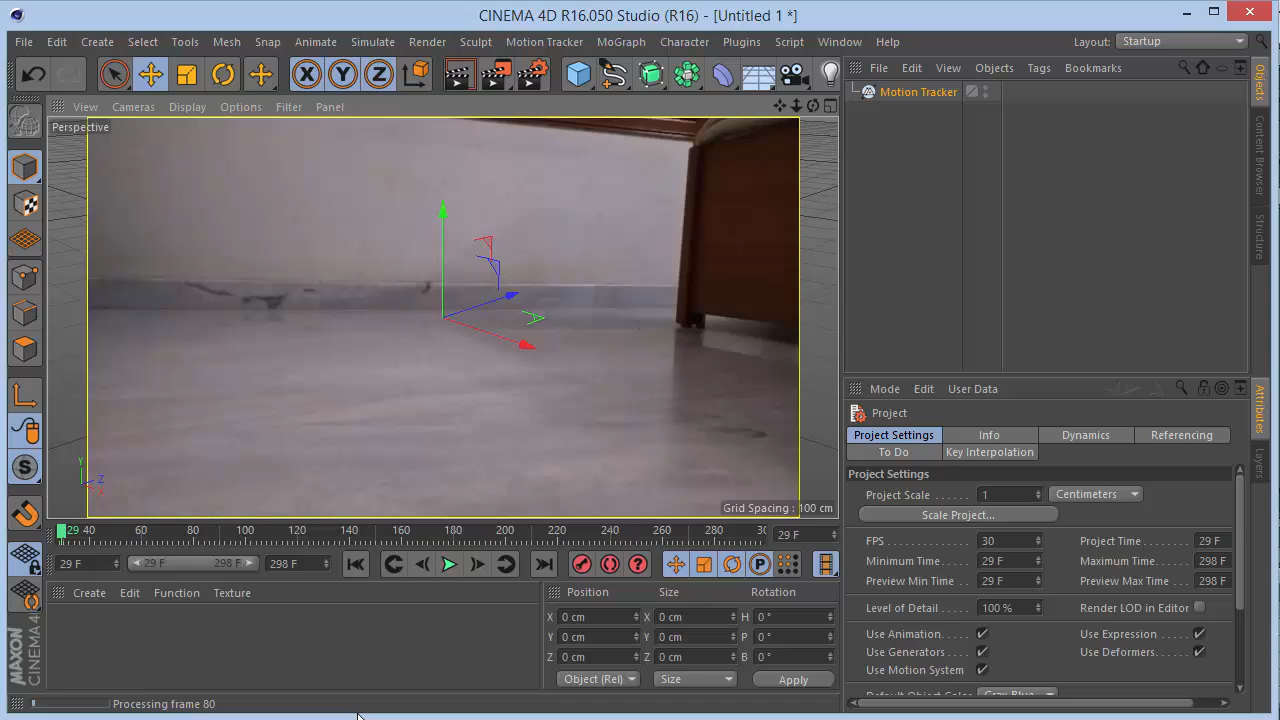 CINEMA 4D R16.050 Studio (R16) - [Untitled 1 *]
File Edit Create Select Tools Mesh Snap Animate Simulate Render Sculpt Motion Tracker MoGraph Character Plugins Script Window Help Layout: Startup
X Y Z
File Edit View Objects Tags Bookmarks
View Cameras Display Options Filter Panel
Motion Tracker
Perspective
Objects
Content Browser
Structure
Mode Edit User Data
Attributes
Layers
Project
Project Settings Info Dynamics Referencing
To Do Key Interpolation
Project Settings
Project Scale 1 Centimeters
Scale Project...
FPS 30 Project Time 29 F
Minimum Time 29 F Maximum Time 298 F
Preview Min Time 29 F Preview Max Time 298 F
Level of Detail 100 % Render LOD in Editor
Use Animation Use Expression
Use Generators Use Deformers
Use Motion System
Y
Z
X
Grid Spacing : 100 cm
29 40 60 80 100 120 140 160 180 200 220 240 260 280 29 F
29 F 29 F 298 F 298 F P
Create Edit Function Texture
Position Size Rotation
X 0 cm X 0 cm H 0 °
Y 0 cm Y 0 cm P 0 °
Z 0 cm Z 0 cm B 0 °
Object (Rel) Size Apply
MAXON CINEMA 4D
Processing frame 80